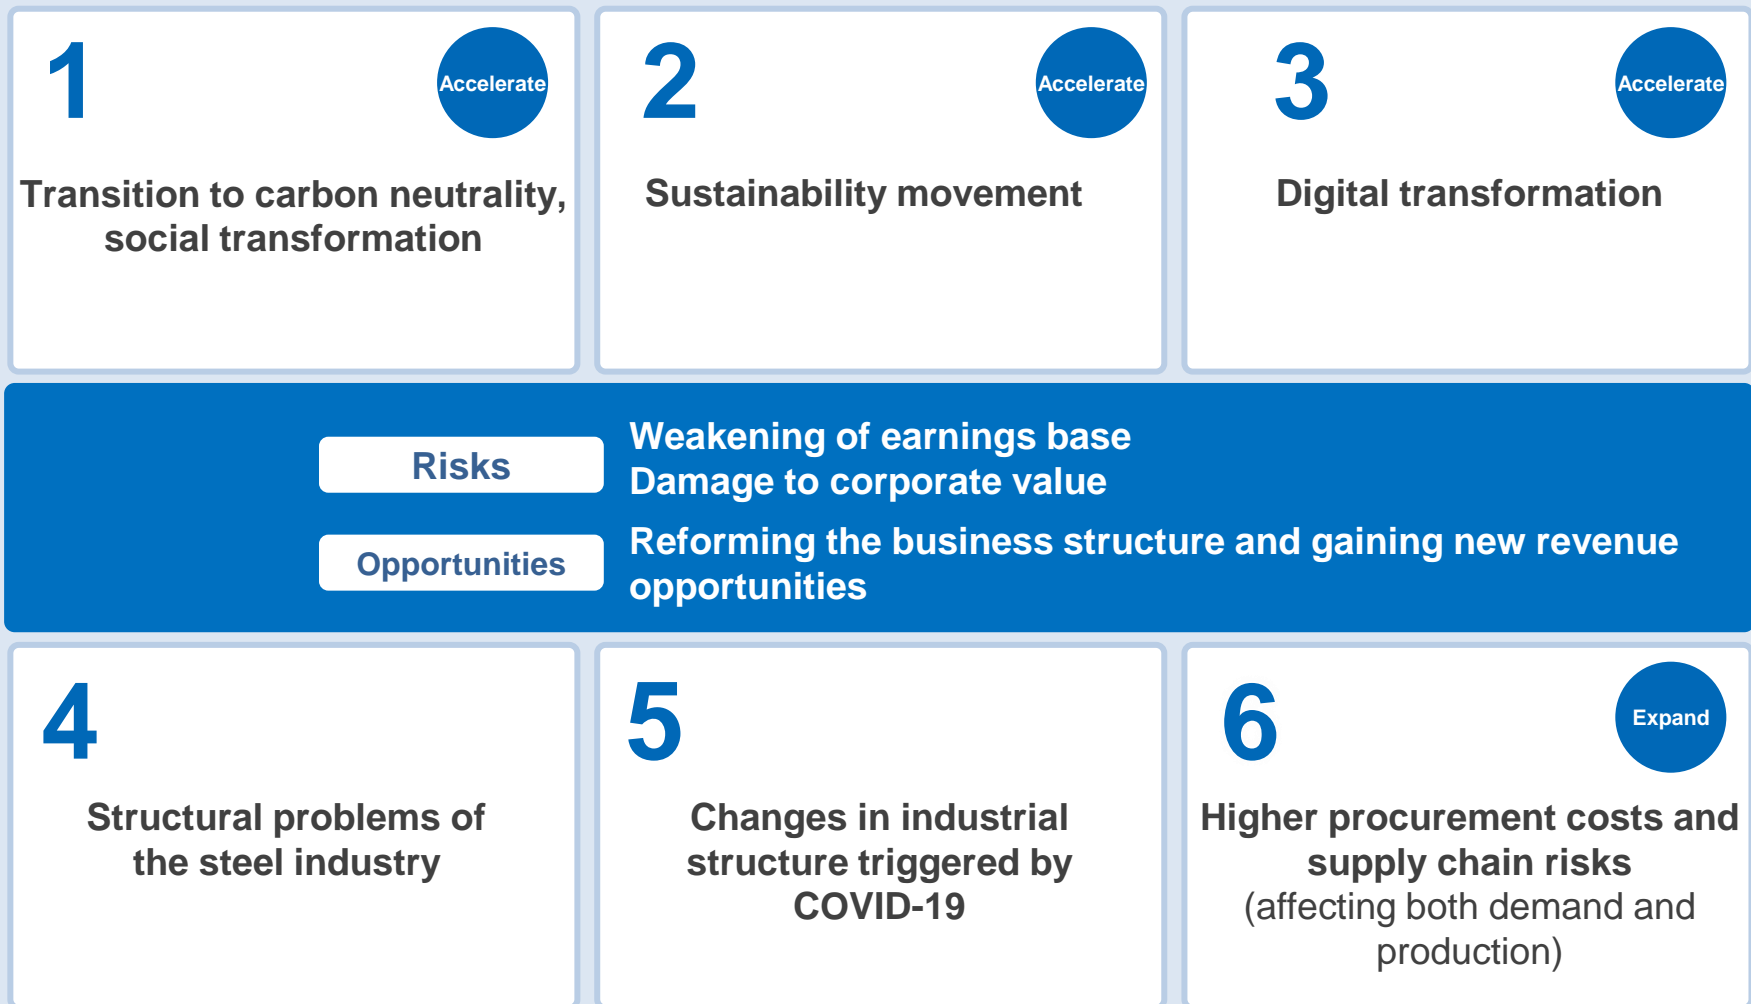 1
Accelerate
Transition to carbon neutrality,
social transformation
2
Accelerate
Sustainability movement
3
Accelerate
Digital transformation
Risks
Weakening of earnings base
Damage to corporate value
Opportunities
Reforming the business structure and gaining new revenue
opportunities
4
Structural problems of
the steel industry
5
Changes in industrial
structure triggered by
COVID-19
6
Expand
Higher procurement costs and
supply chain risks
(affecting both demand and
production)